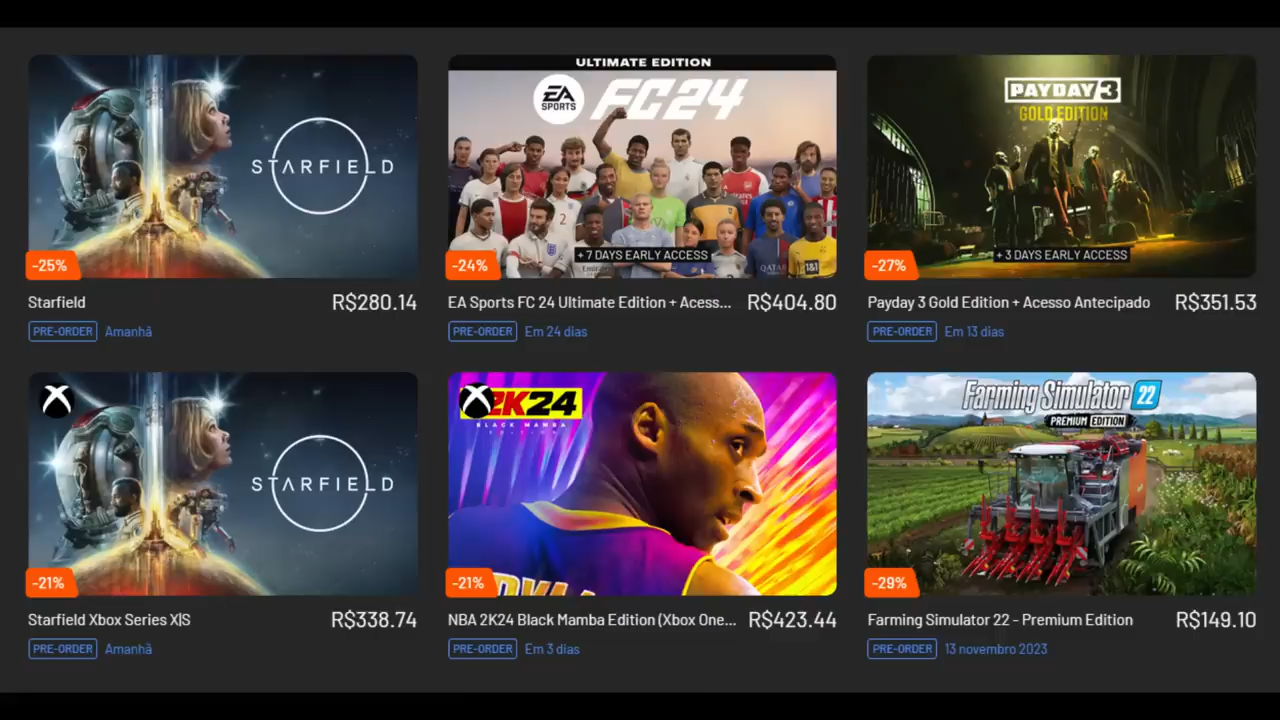 STARFIELD
-25%
Starfield
R$280.14
PRE-ORDER
Amanhã
ULTIMATE EDITION
EA SPORTS
FC24
+ 7 DAYS EARLY ACCESS
-24%
EA Sports FC 24 Ultimate Edition + Acess...
R$404.80
PRE-ORDER
Em 24 dias
PAYDAY 3
GOLD EDITION
+ 3 DAYS EARLY ACCESS
-27%
Payday 3 Gold Edition + Acesso Antecipado
R$351.53
PRE-ORDER
Em 13 dias
STARFIELD
-21%
Starfield Xbox Series X|S
R$338.74
PRE-ORDER
Amanhã
2K24
BLACK MAMBA
EDITION
-21%
NBA 2K24 Black Mamba Edition (Xbox One...
R$423.44
PRE-ORDER
Em 3 dias
Farming Simulator 22
PREMIUM EDITION
-29%
Farming Simulator 22 - Premium Edition
R$149.10
PRE-ORDER
13 novembro 2023